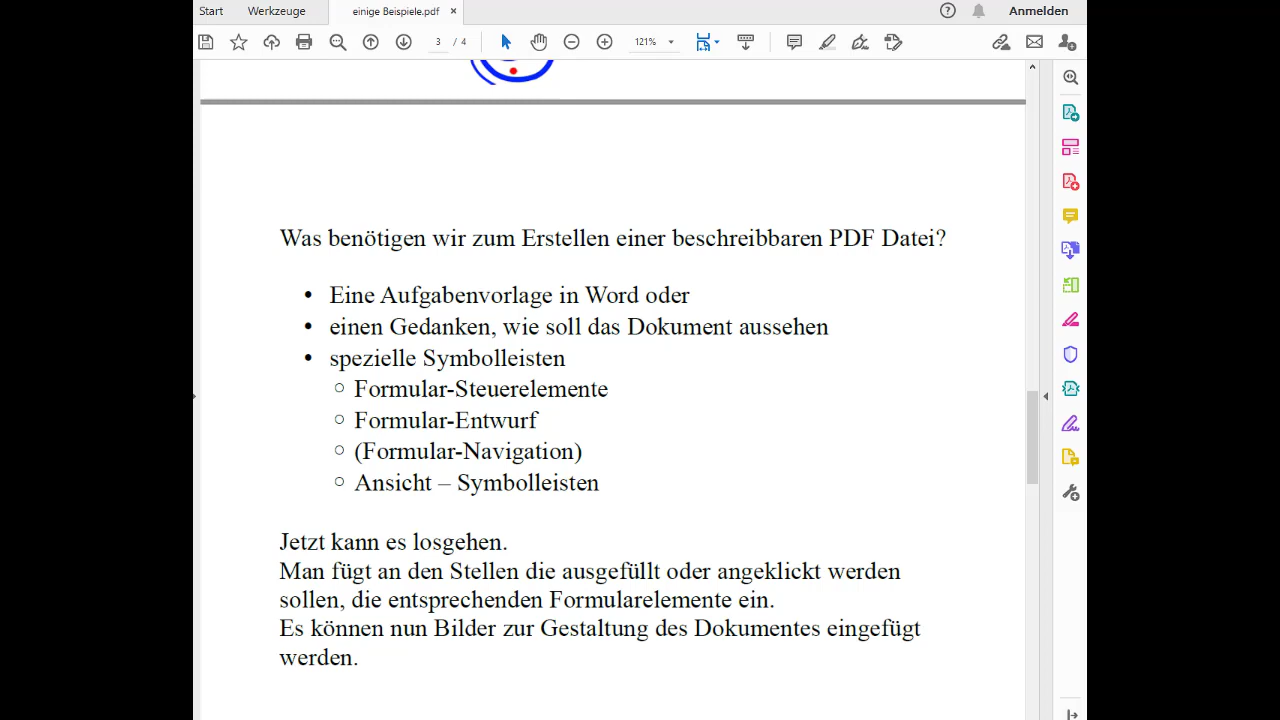 Start Werkzeuge einige Beispiele.pdf × Anmelden
3 / 4 121%
Was benötigen wir zum Erstellen einer beschreibbaren PDF Datei?
• Eine Aufgabenvorlage in Word oder
• einen Gedanken, wie soll das Dokument aussehen
• spezielle Symbolleisten
○ Formular-Steuerelemente
○ Formular-Entwurf
○ (Formular-Navigation)
○ Ansicht – Symbolleisten
Jetzt kann es losgehen.
Man fügt an den Stellen die ausgefüllt oder angeklickt werden
sollen, die entsprechenden Formularelemente ein.
Es können nun Bilder zur Gestaltung des Dokumentes eingefügt
werden.